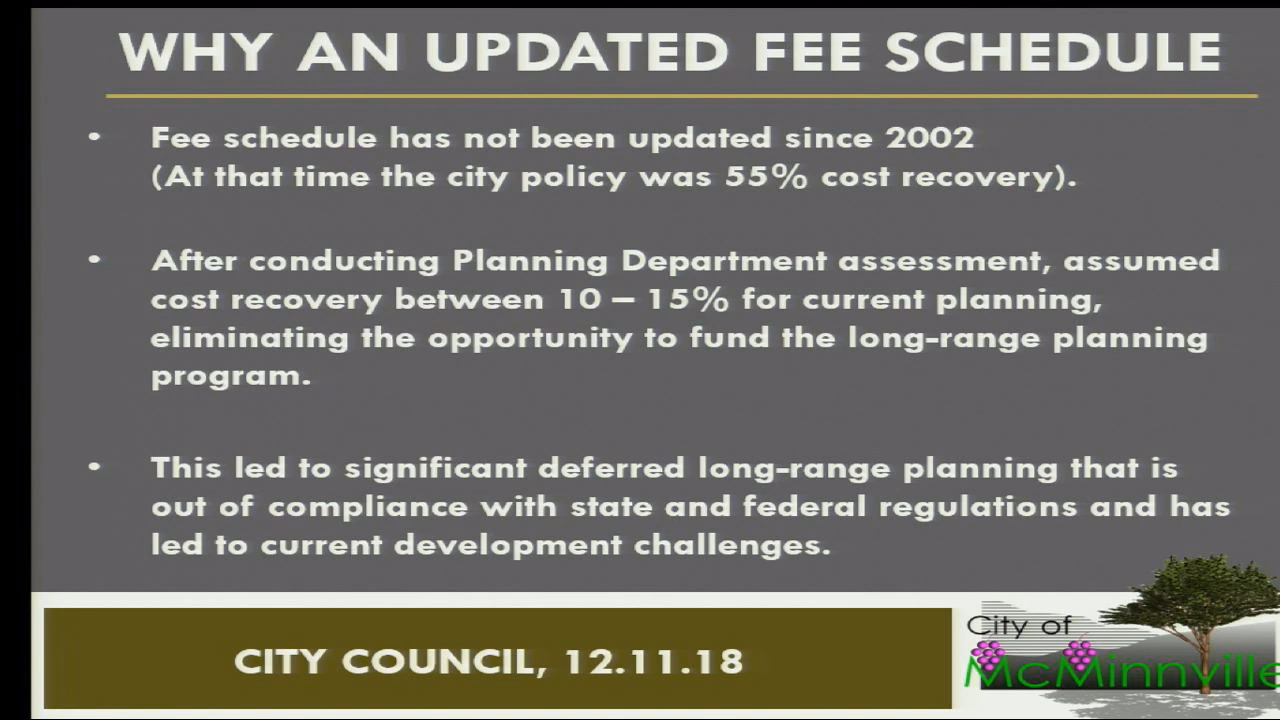 WHY AN UPDATED FEE SCHEDULE
• Fee schedule has not been updated since 2002
(At that time the city policy was 55% cost recovery).
• After conducting Planning Department assessment, assumed
cost recovery between 10 – 15% for current planning,
eliminating the opportunity to fund the long-range planning
program.
• This led to significant deferred long-range planning that is
out of compliance with state and federal regulations and has
led to current development challenges.
CITY COUNCIL, 12.11.18
City of
McMinnville